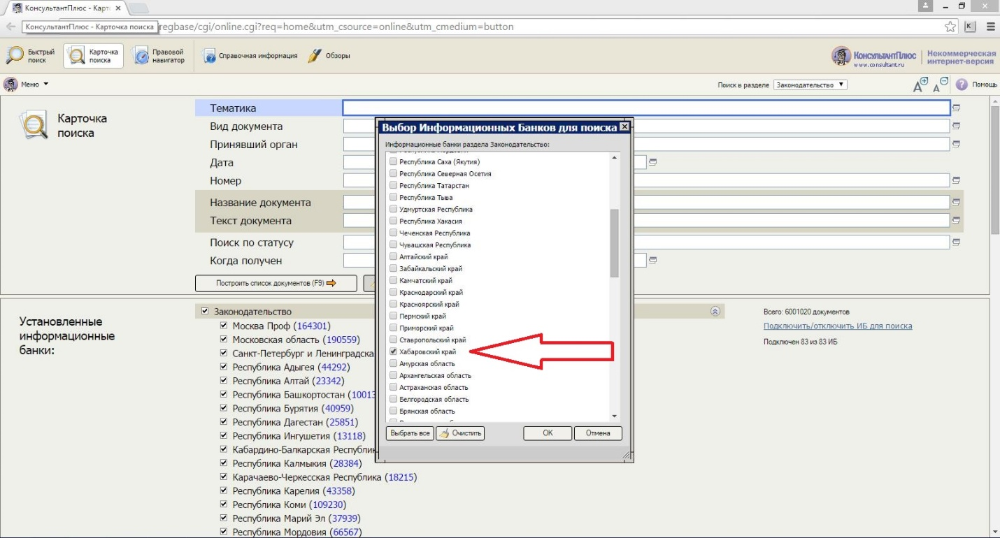 КонсультантПлюс - Карт
КонсультантПлюс - Карточка поиска
regbase/cgi/online.cgi?req=home&utm_csource=online&utm_cmedium=button
Быстрый поиск
Карточка поиска
Правовой навигатор
Справочная информация
Обзоры
КонсультантПлюс
www.consultant.ru
Некоммерческая
интернет-версия
Меню
Поиск в разделе Законодательство
Помощь
Карточка
поиска
Тематика
Вид документа
Принявший орган
Дата
Номер
Название документа
Текст документа
Поиск по статусу
Когда получен
Построить список документов (F9)
Выбор Информационных Банков для поиска
Информационные банки раздела Законодательство:
Республика Мордовия
Республика Саха (Якутия)
Республика Северная Осетия
Республика Татарстан
Республика Тыва
Удмуртская Республика
Республика Хакасия
Чеченская Республика
Чувашская Республика
Алтайский край
Забайкальский край
Камчатский край
Краснодарский край
Красноярский край
Пермский край
Приморский край
Ставропольский край
Хабаровский край
Амурская область
Архангельская область
Астраханская область
Белгородская область
Брянская область
Выбрать все
Очистить
ОК
Отмена
Установленные
информационные
банки:
Законодательство
Москва Проф (164301)
Московская область (190559)
Санкт-Петербург и Ленинградска
Республика Адыгея (44292)
Республика Алтай (23342)
Республика Башкортостан (10013
Республика Бурятия (40959)
Республика Дагестан (25851)
Республика Ингушетия (13118)
Кабардино-Балкарская Республик
Республика Калмыкия (28384)
Карачаево-Черкесская Республика (18215)
Республика Карелия (43358)
Республика Коми (109230)
Республика Марий Эл (37939)
Республика Мордовия (66567)
Всего: 6001020 документов
Подключить/отключить ИБ для поиска
Подключен 83 из 83 ИБ